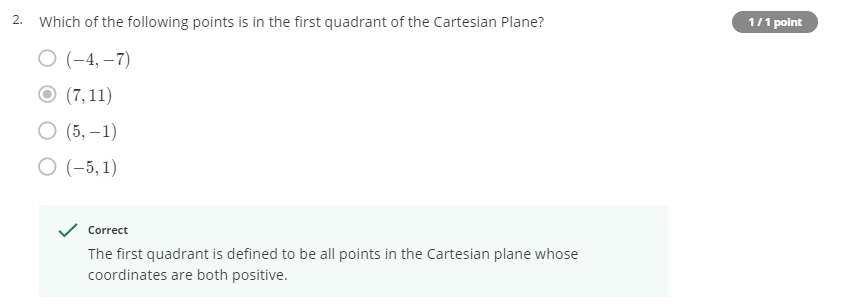 2. Which of the following points is in the first quadrant of the Cartesian Plane?
1 / 1 point
(−4, −7)
(7, 11)
(5, −1)
(−5, 1)
Correct
The first quadrant is defined to be all points in the Cartesian plane whose
coordinates are both positive.